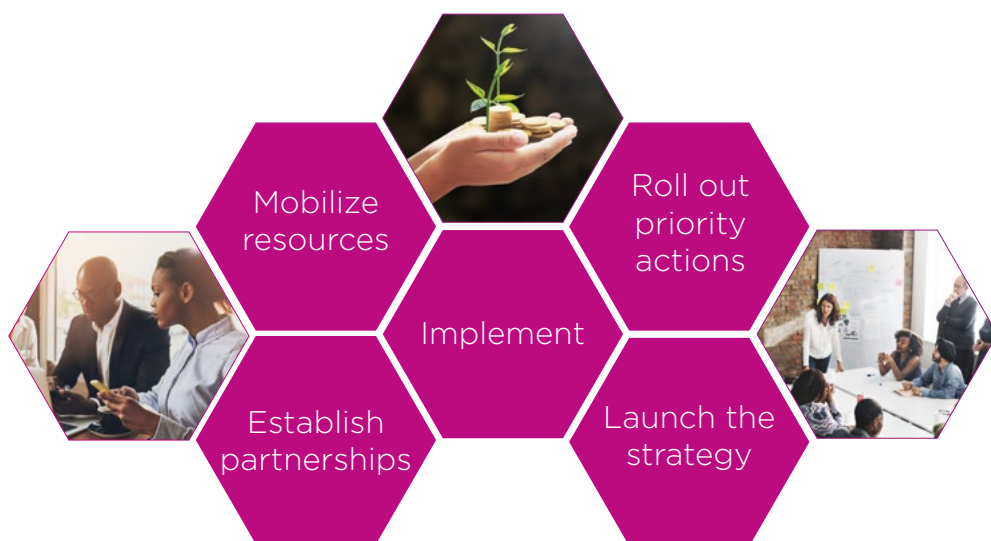 Mobilize
resources
Roll out
priority
actions
Implement
Establish
partnerships
Launch the
strategy